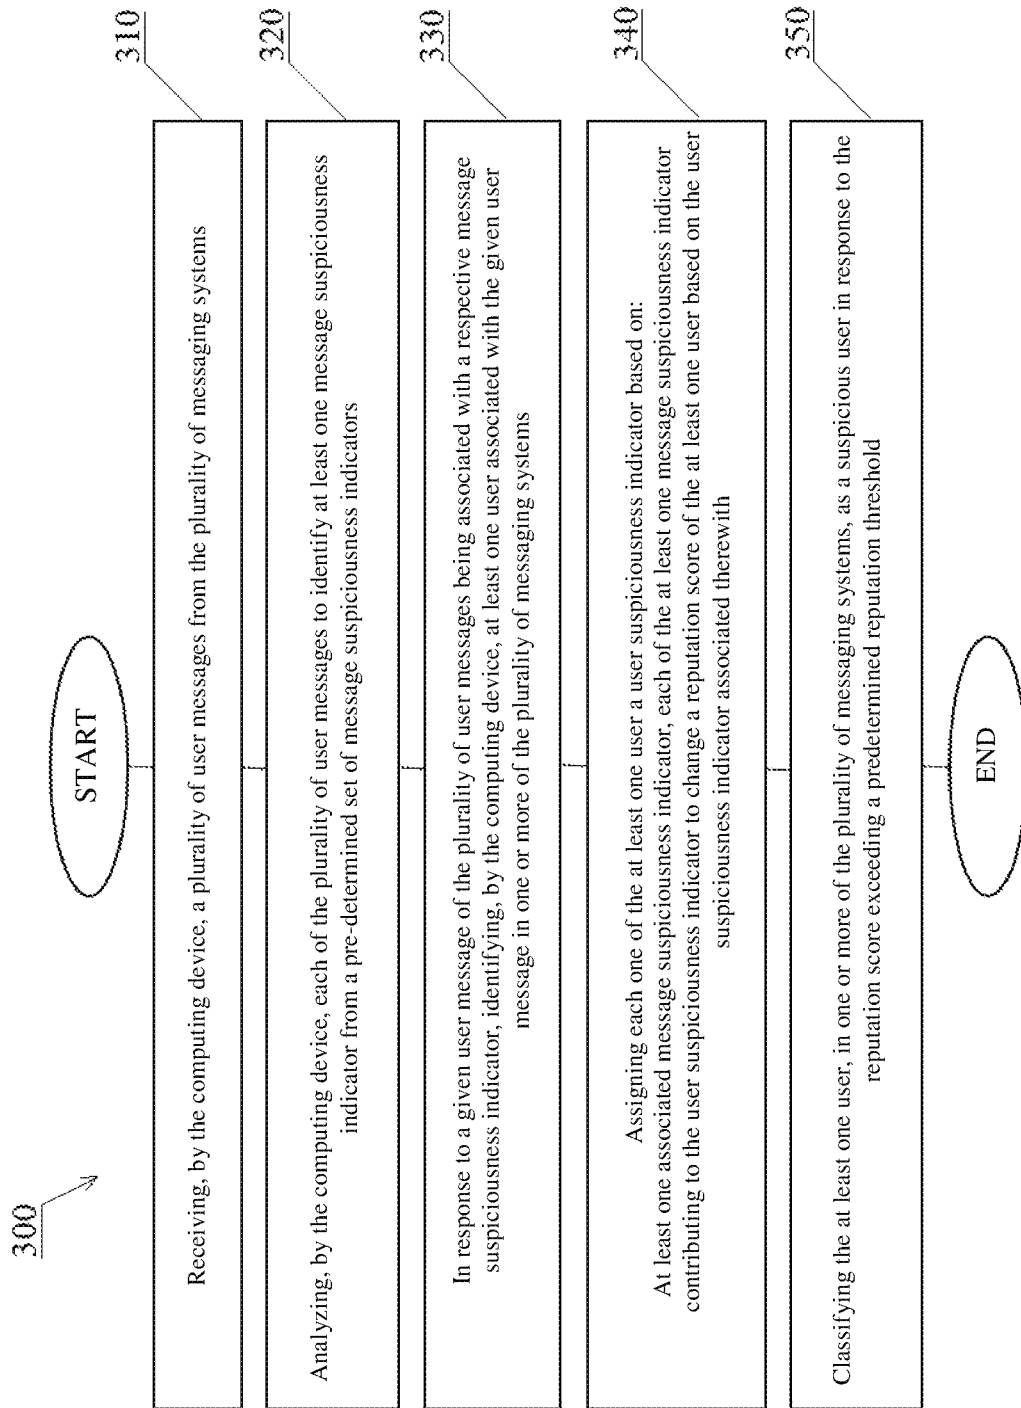 300
START
310
Receiving, by the computing device, a plurality of user messages from the plurality of messaging systems
320
Analyzing, by the computing device, each of the plurality of user messages to identify at least one message suspiciousness
indicator from a pre-determined set of message suspiciousness indicators
330
In response to a given user message of the plurality of user messages being associated with a respective message
suspiciousness indicator, identifying, by the computing device, at least one user associated with the given user
message in one or more of the plurality of messaging systems
340
Assigning each one of the at least one user a user suspiciousness indicator based on:
At least one associated message suspiciousness indicator, each of the at least one message suspiciousness indicator
contributing to the user suspiciousness indicator to change a reputation score of the at least one user based on the user
suspiciousness indicator associated therewith
350
Classifying the at least one user, in one or more of the plurality of messaging systems, as a suspicious user in response to the
reputation score exceeding a predetermined reputation threshold
END